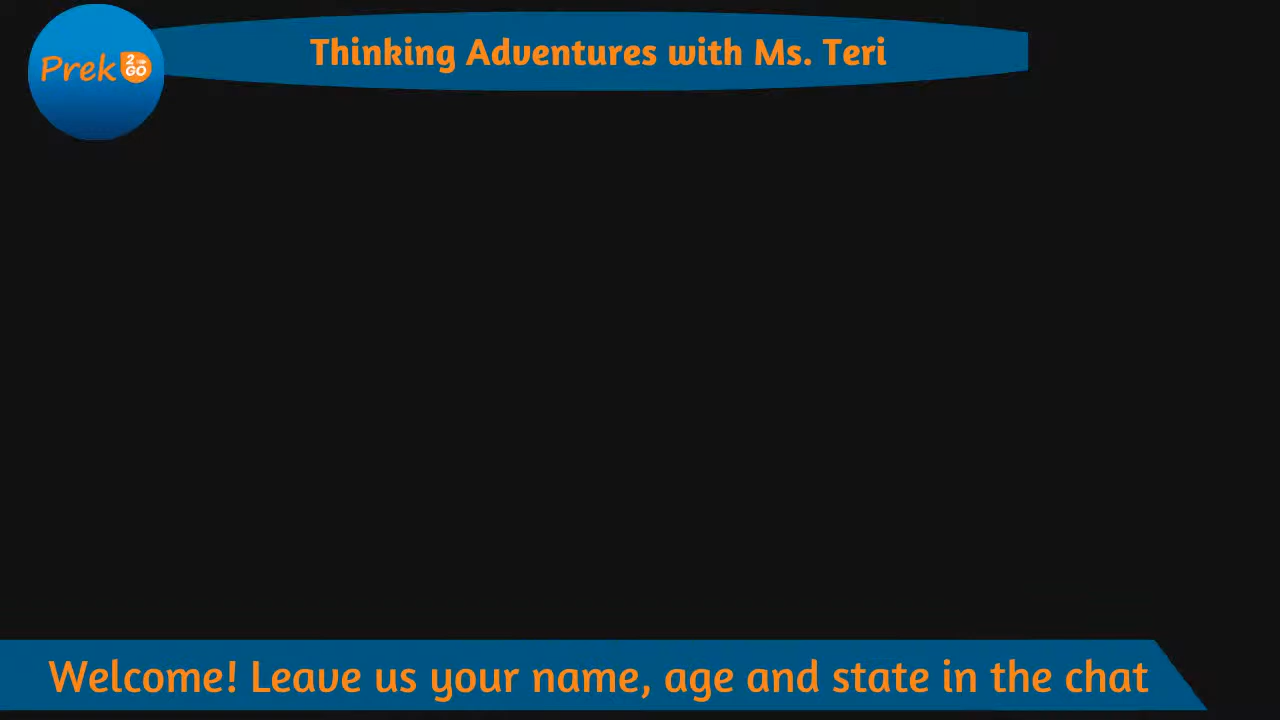 Thinking Adventures with Ms. Teri
Prek 2 GO
Welcome! Leave us your name, age and state in the chat